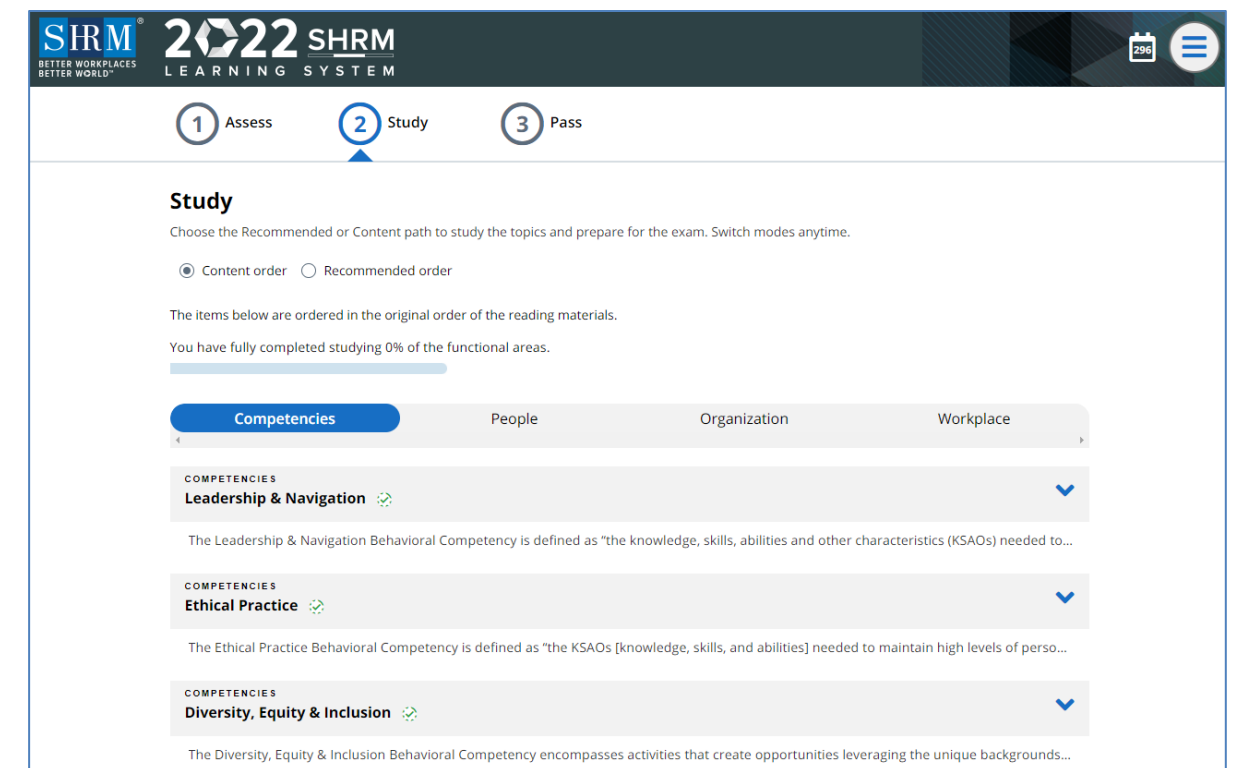 SHRM®
BETTER WORKPLACES
BETTER WORLD™
2022 SHRM
LEARNING SYSTEM
296
1 Assess
2 Study
3 Pass
Study
Choose the Recommended or Content path to study the topics and prepare for the exam. Switch modes anytime.
Content order
Recommended order
The items below are ordered in the original order of the reading materials.
You have fully completed studying 0% of the functional areas.
Competencies
People
Organization
Workplace
COMPETENCIES
Leadership & Navigation
The Leadership & Navigation Behavioral Competency is defined as “the knowledge, skills, abilities and other characteristics (KSAOs) needed to...
COMPETENCIES
Ethical Practice
The Ethical Practice Behavioral Competency is defined as “the KSAOs [knowledge, skills, and abilities] needed to maintain high levels of perso...
COMPETENCIES
Diversity, Equity & Inclusion
The Diversity, Equity & Inclusion Behavioral Competency encompasses activities that create opportunities leveraging the unique backgrounds...